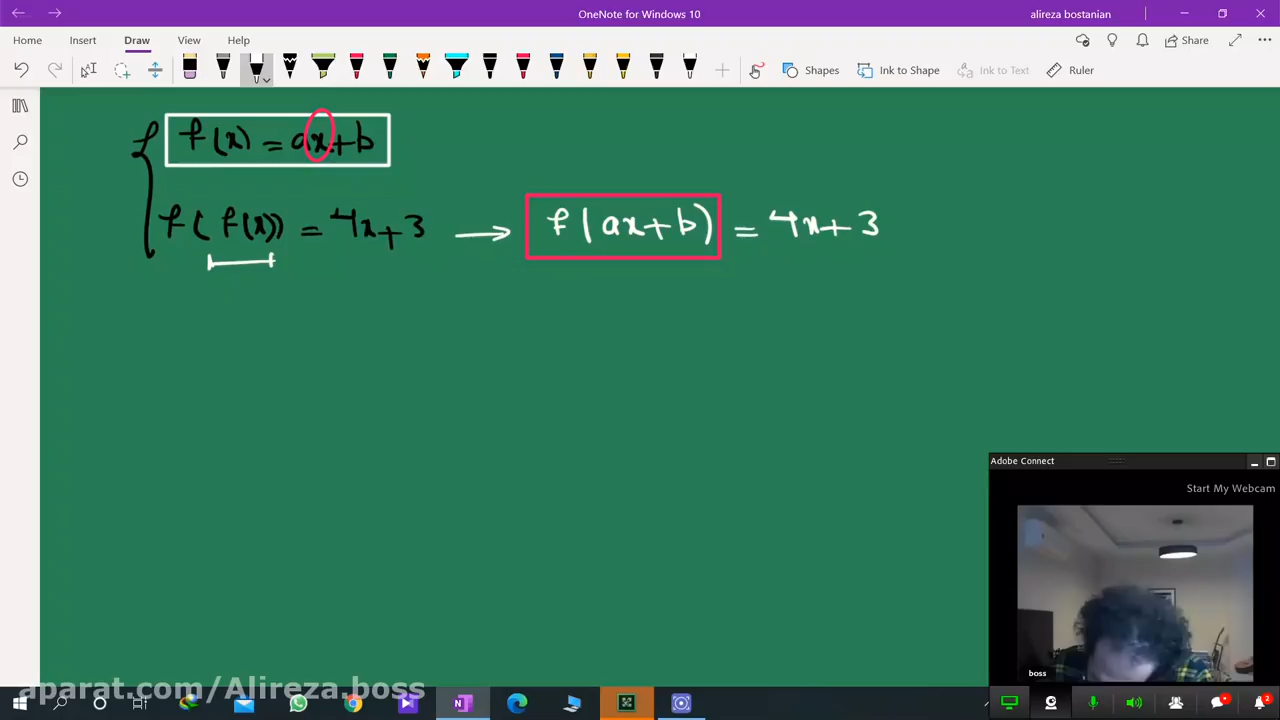 OneNote for Windows 10
alireza bostanian
Home Insert Draw View Help
Share
Shapes Ink to Shape Ink to Text Ruler
f(x) = ax+b
f(f(x)) = 4x+3 → f(ax+b) = 4x+3
Adobe Connect
Start My Webcam
boss
aparat.com/Alireza.boss
2